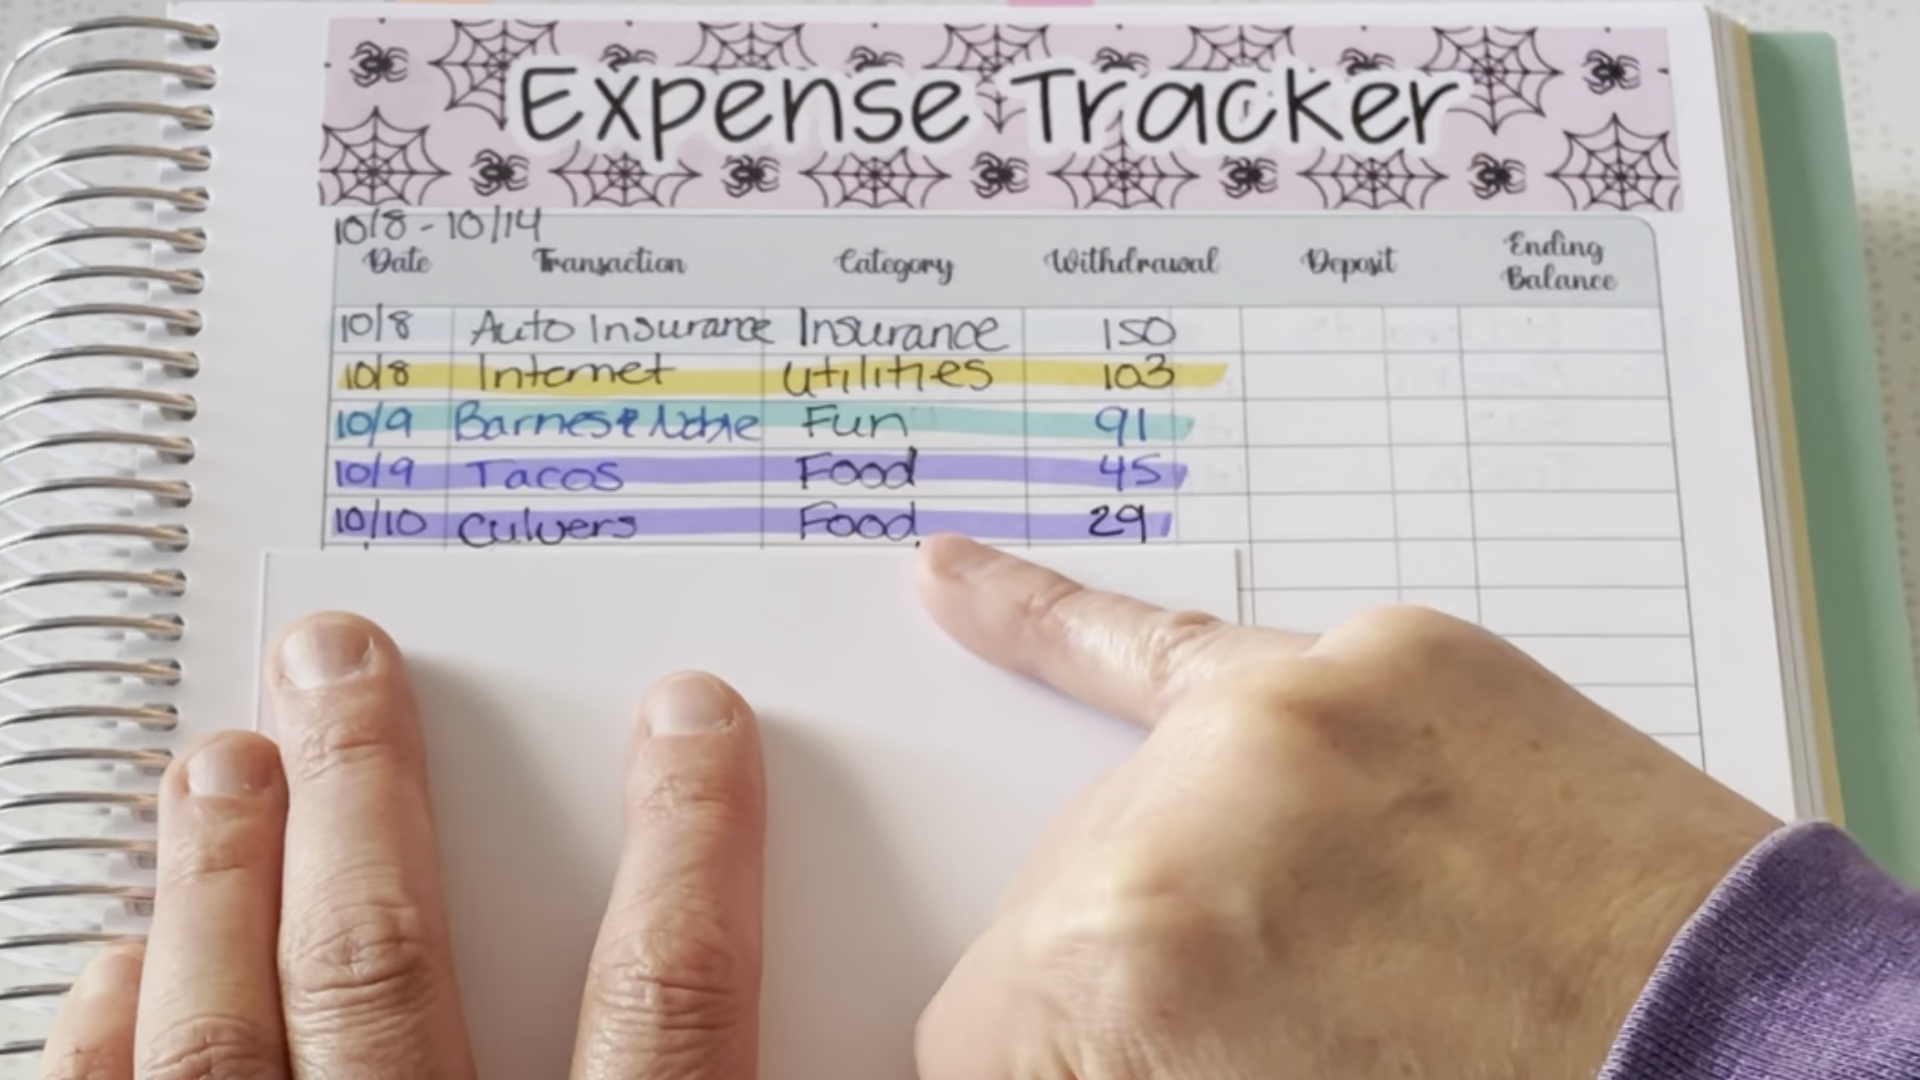 Expense Tracker
10/8 - 10/14
Date Transaction Category Withdrawal Deposit Ending Balance
10/8 Auto Insurance Insurance 150
10/8 Internet Utilities 103
10/9 Barnes & Noble Fun 91
10/9 Tacos Food 45
10/10 Culvers Food 29